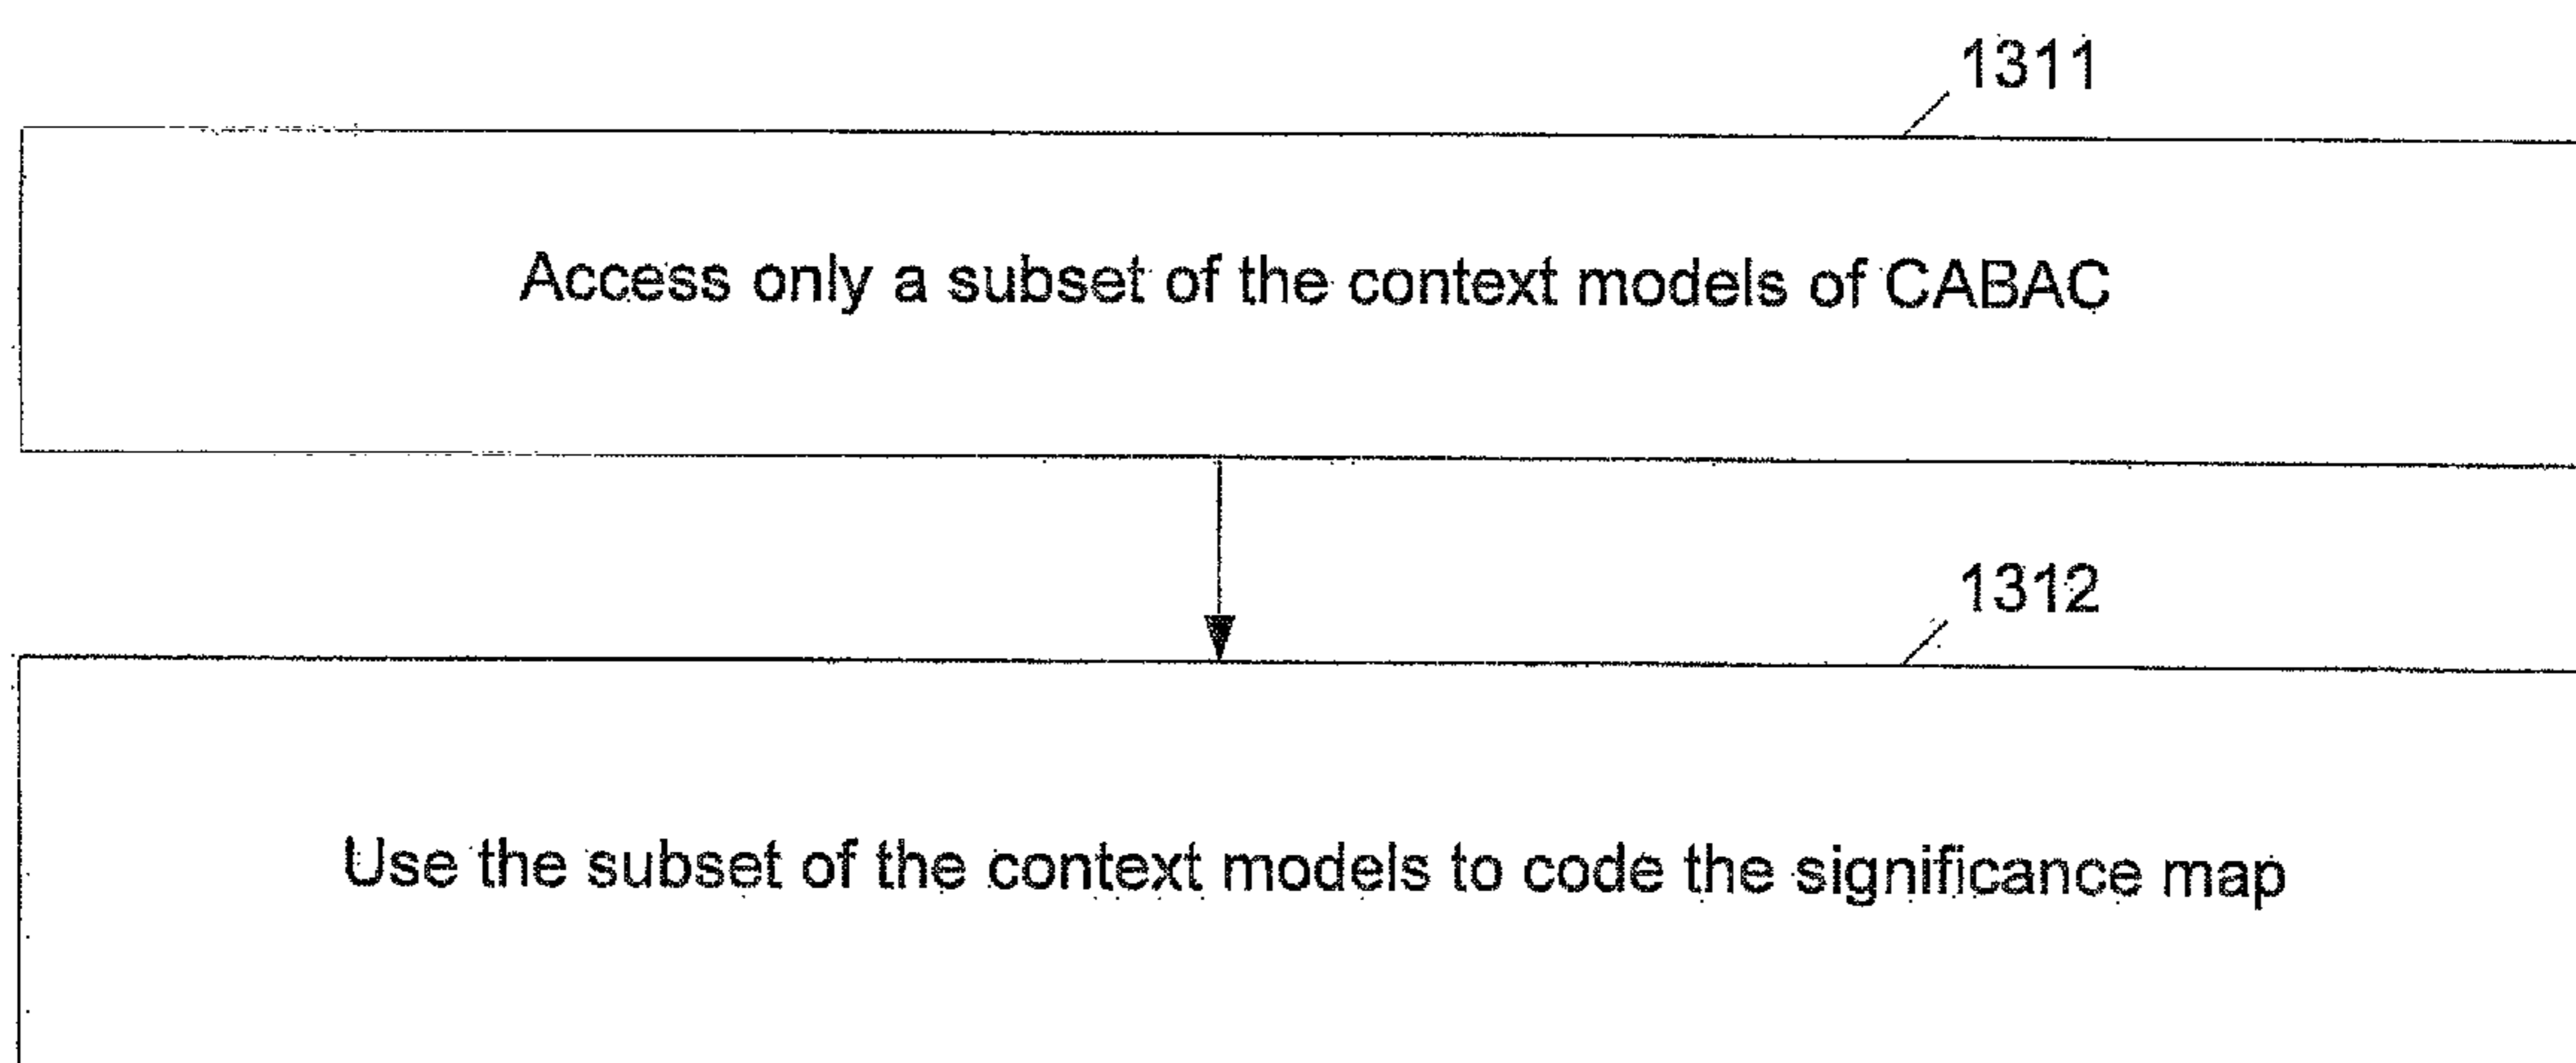 1311
Access only a subset of the context models of CABAC
1312
Use the subset of the context models to code the significance map